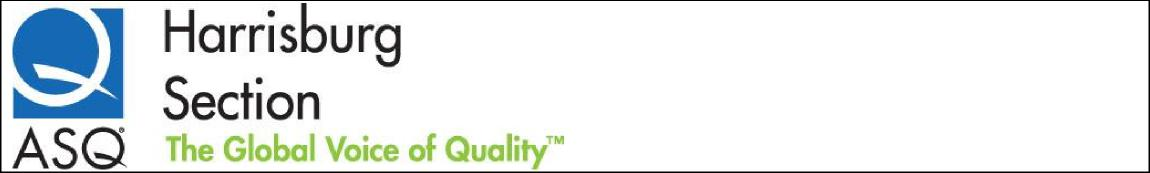 Harrisburg
Section
ASQ®
The Global Voice of Quality™